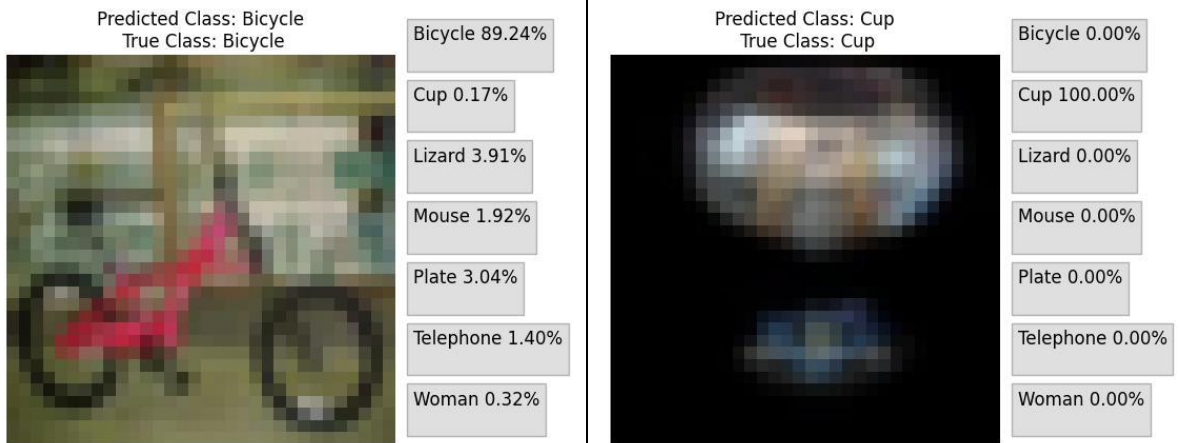 Predicted Class: Bicycle
True Class: Bicycle
Bicycle 89.24%
Cup 0.17%
Lizard 3.91%
Mouse 1.92%
Plate 3.04%
Telephone 1.40%
Woman 0.32%
Predicted Class: Cup
True Class: Cup
Bicycle 0.00%
Cup 100.00%
Lizard 0.00%
Mouse 0.00%
Plate 0.00%
Telephone 0.00%
Woman 0.00%